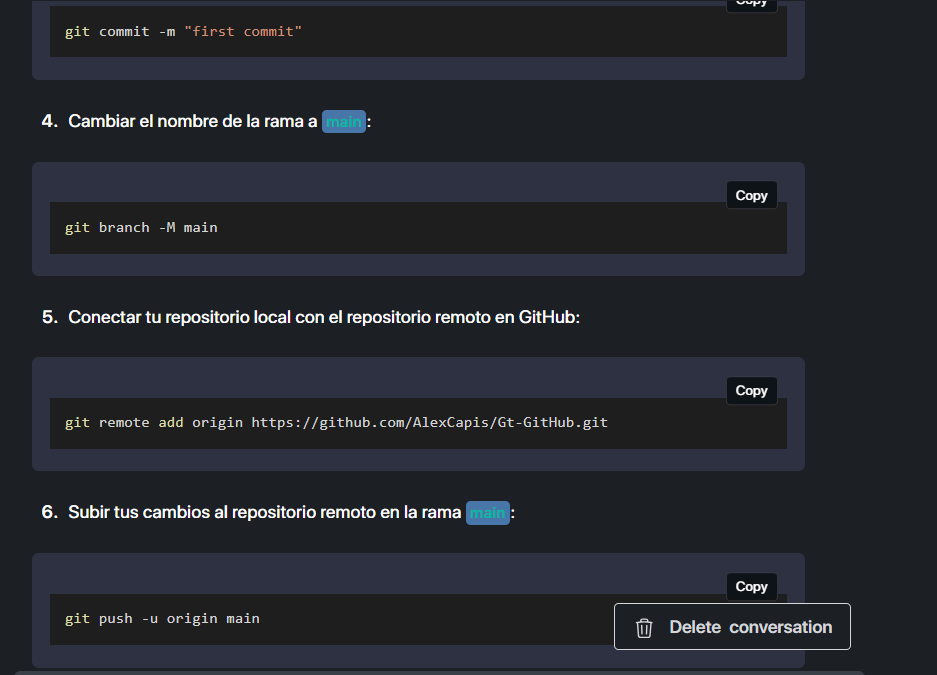 Copy
git commit -m "first commit"
4. Cambiar el nombre de la rama a main:
Copy
git branch -M main
5. Conectar tu repositorio local con el repositorio remoto en GitHub:
Copy
git remote add origin https://github.com/AlexCapis/Gt-GitHub.git
6. Subir tus cambios al repositorio remoto en la rama main:
Copy
git push -u origin main
Delete conversation